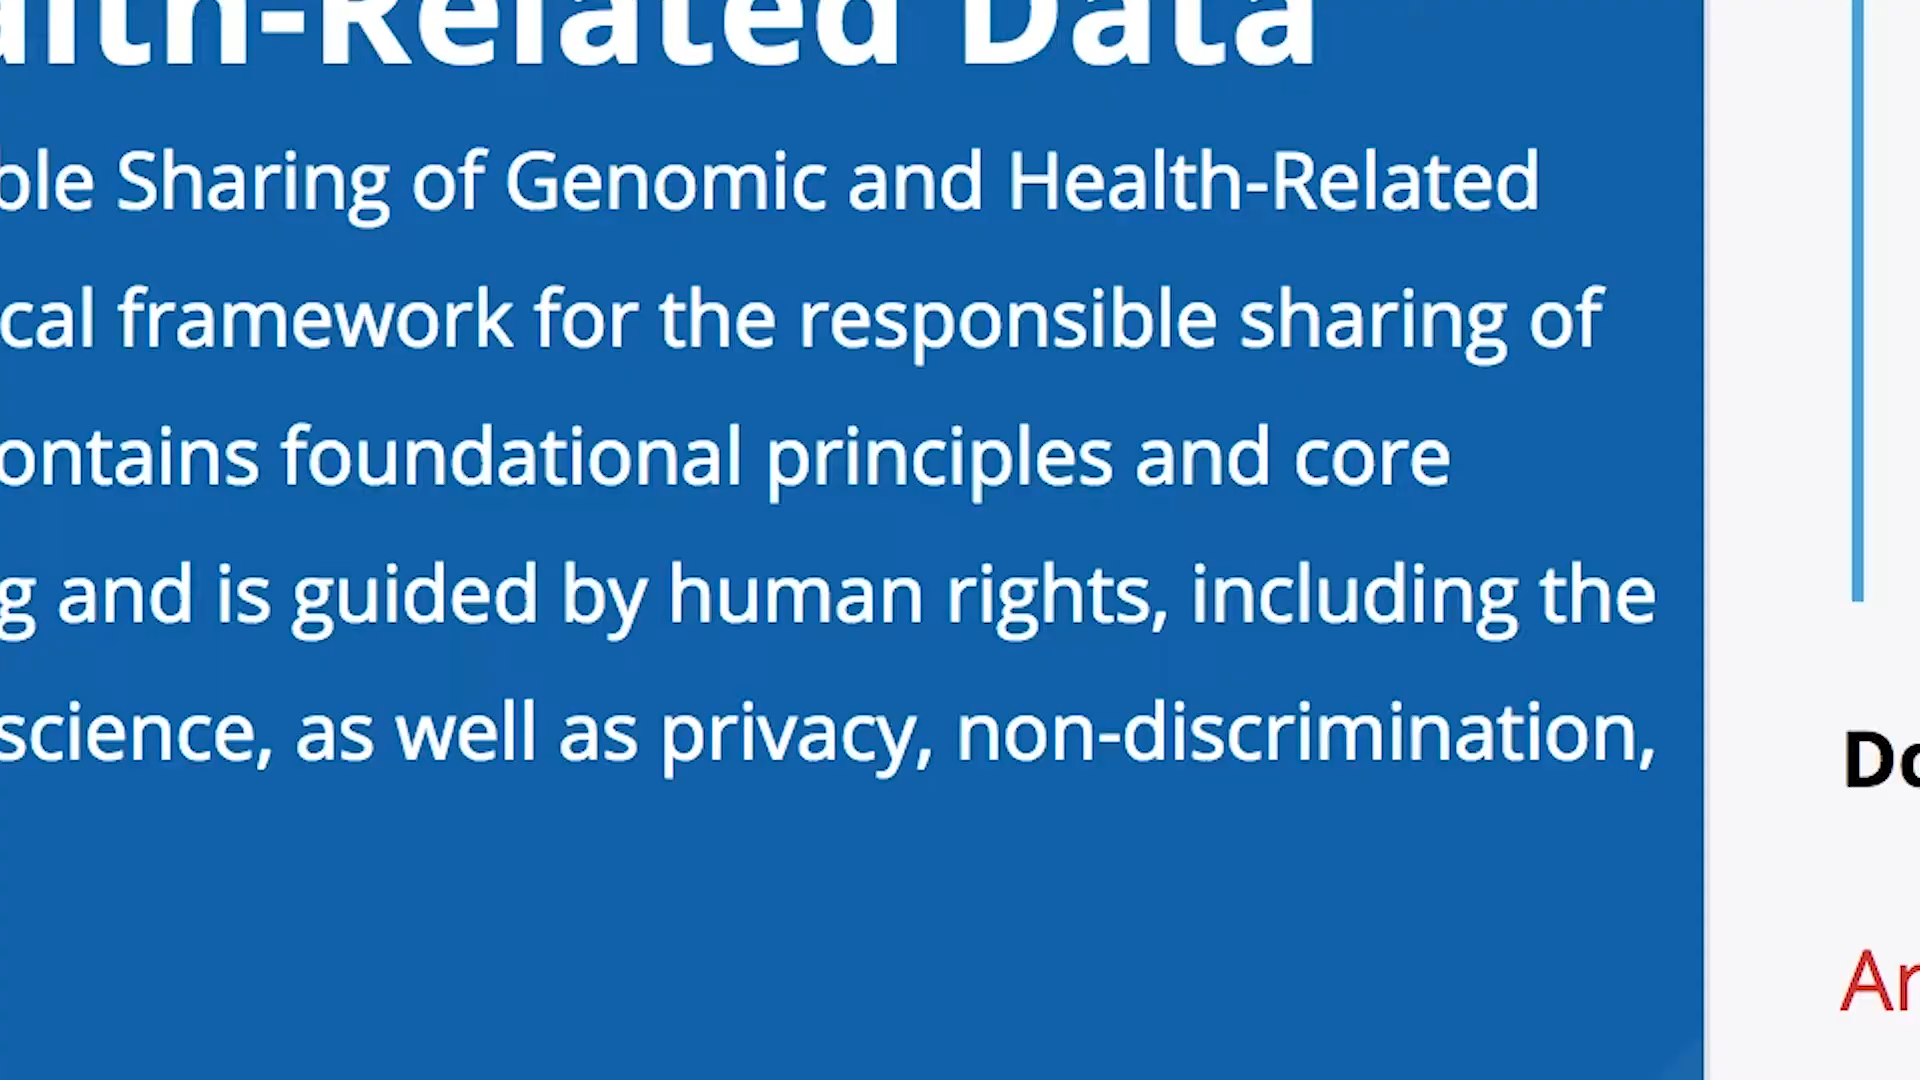 alth-Related Data
ble Sharing of Genomic and Health-Related
cal framework for the responsible sharing of
ontains foundational principles and core
g and is guided by human rights, including the
science, as well as privacy, non-discrimination,
Do
Ar